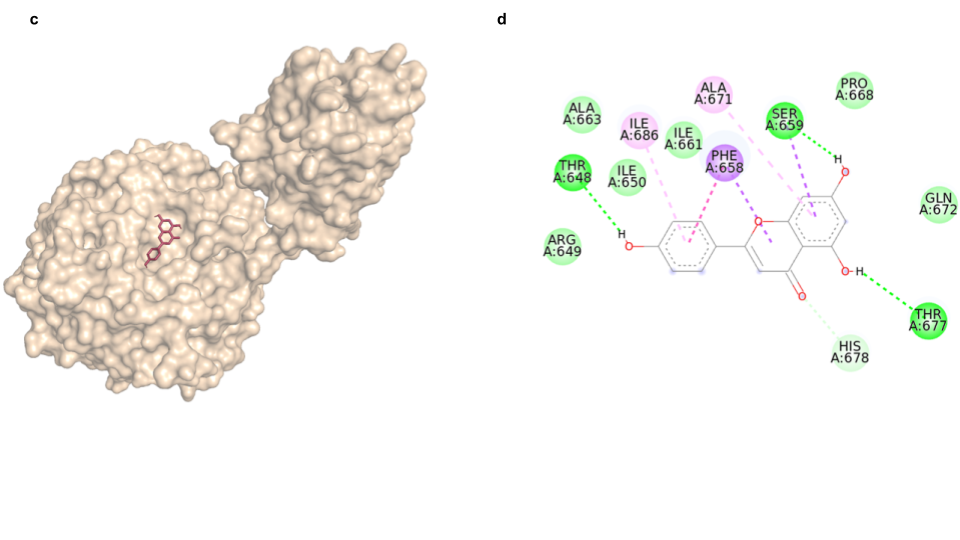 c
d
PRO
A:668
ALA
A:671
ALA
A:663
SER
A:659
ILE
A:686
ILE
A:661
PHE
A:658
H
O
THR
A:648
ILE
A:650
GLN
A:672
O
H
O
ARG
A:649
O
H
O
THR
A:677
HIS
A:678